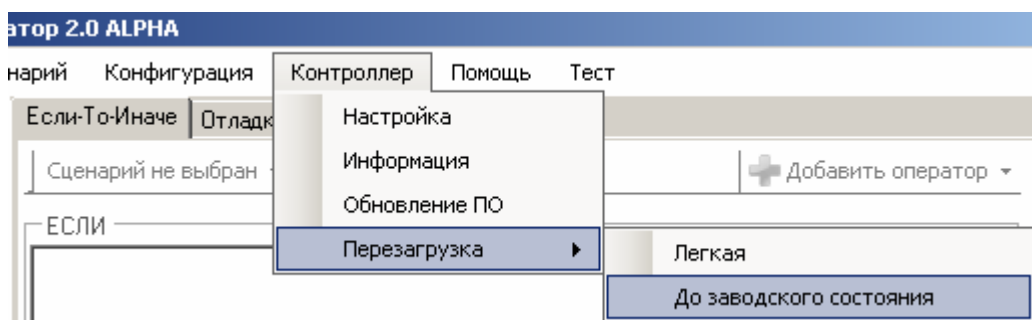 атор 2.0 ALPHA
нарий Конфигурация Контроллер Помощь Тест
Если-То-Иначе Отладк
Настройка
Сценарий не выбран
Информация
Добавить оператор
Обновление ПО
ЕСЛИ
Перезагрузка
Легкая
До заводского состояния